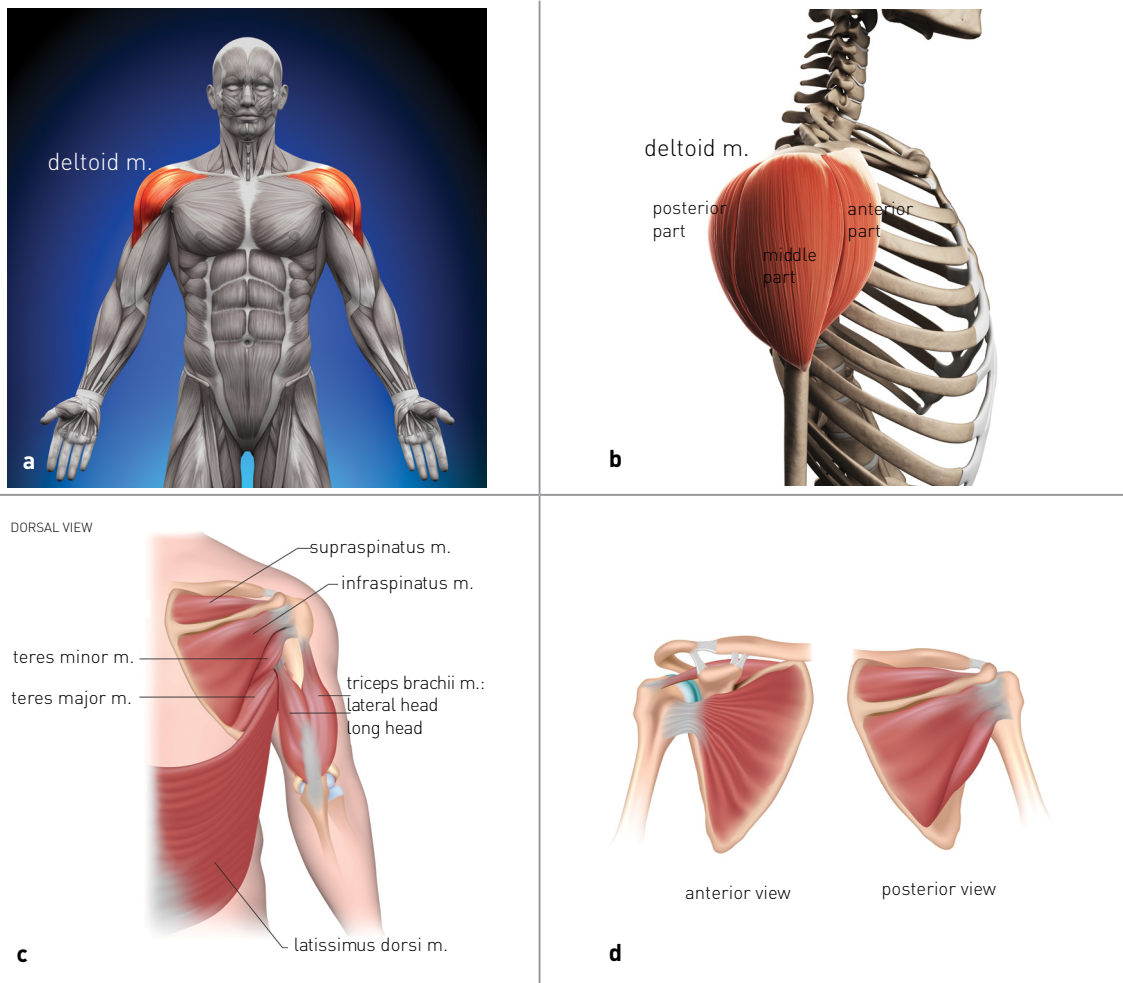 deltoid m.
a
deltoid m.
posterior
part
anterior
part
middle
part
b
DORSAL VIEW
supraspinatus m.
infraspinatus m.
teres minor m.
teres major m.
triceps brachii m.:
lateral head
long head
latissimus dorsi m.
c
anterior view
posterior view
d